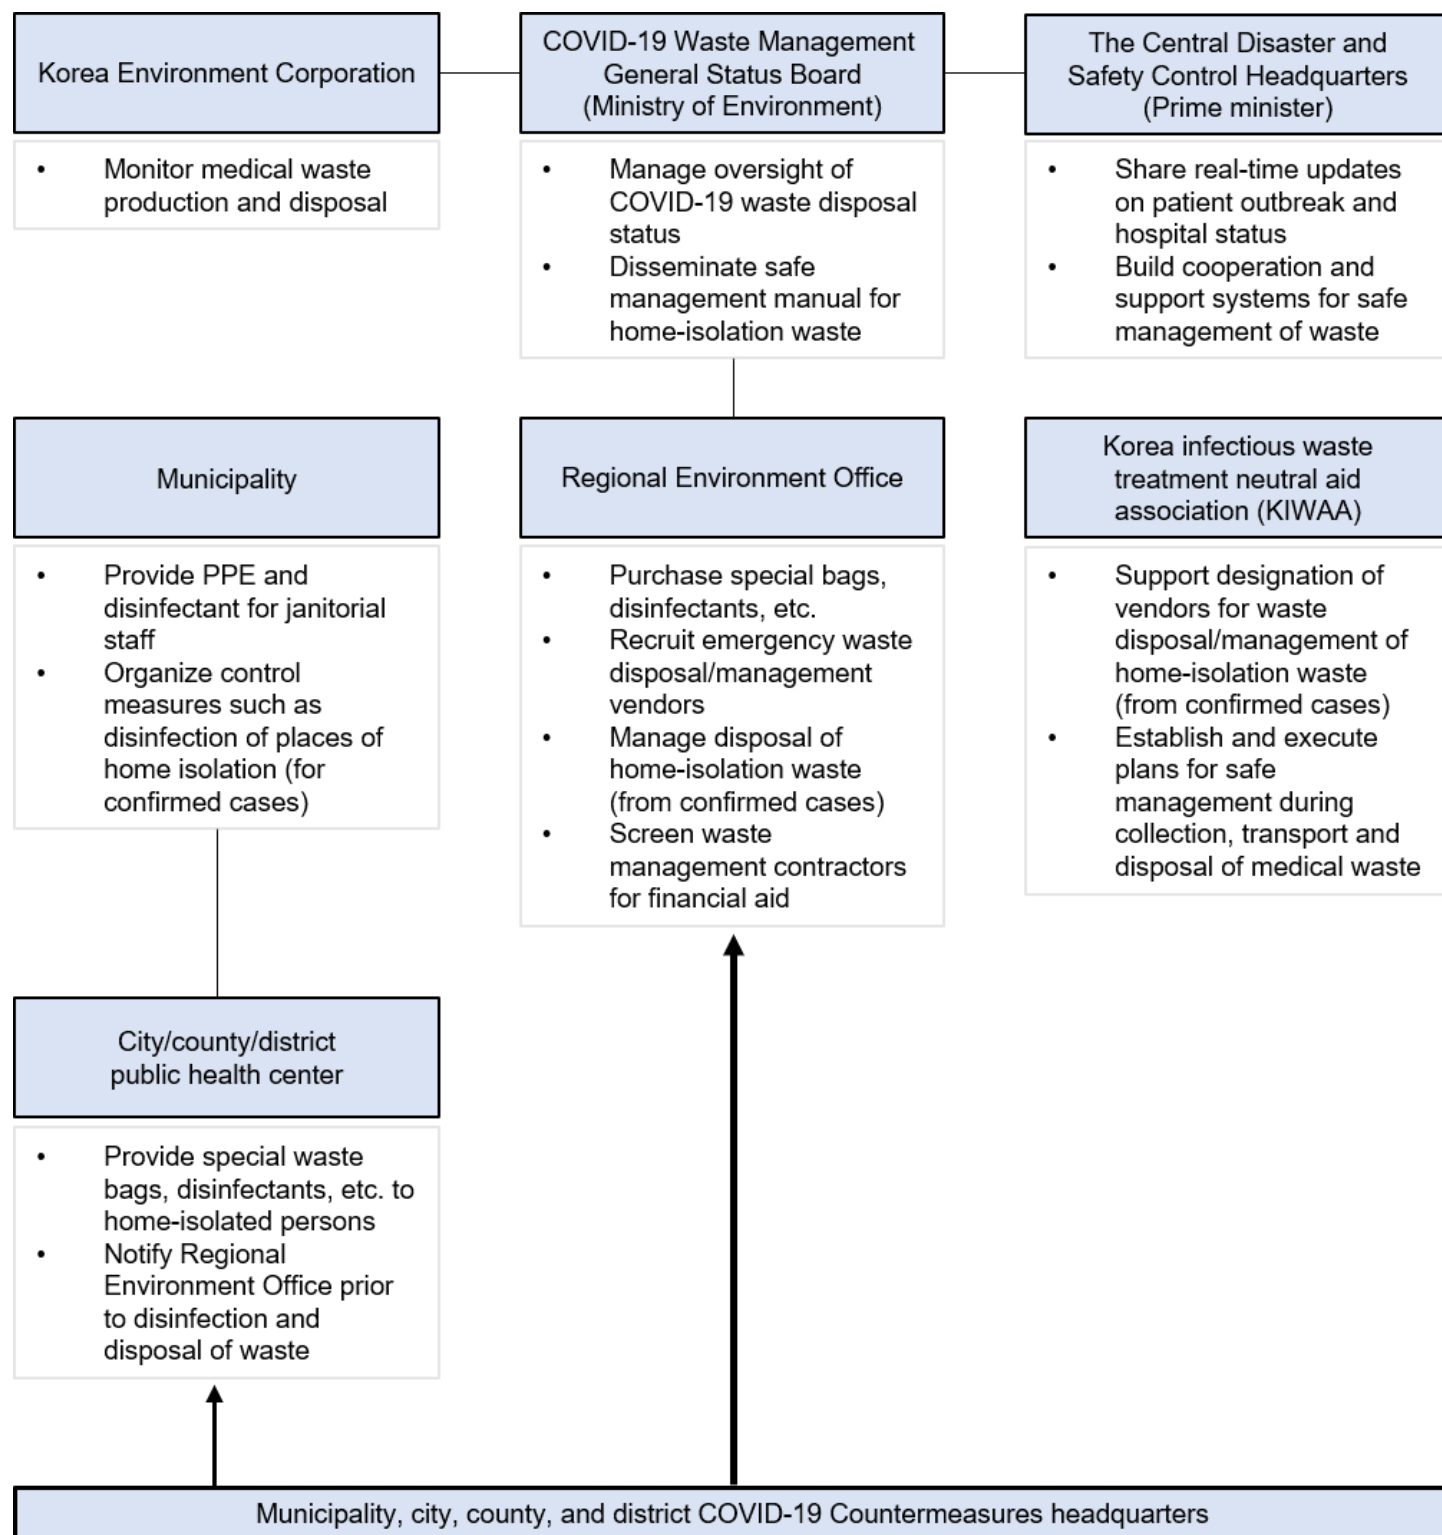 Korea Environment Corporation
• Monitor medical waste
production and disposal
COVID-19 Waste Management
General Status Board
(Ministry of Environment)
• Manage oversight of
COVID-19 waste disposal
status
• Disseminate safe
management manual for
home-isolation waste
The Central Disaster and
Safety Control Headquarters
(Prime minister)
• Share real-time updates
on patient outbreak and
hospital status
• Build cooperation and
support systems for safe
management of waste
Municipality
• Provide PPE and
disinfectant for janitorial
staff
• Organize control
measures such as
disinfection of places of
home isolation (for
confirmed cases)
Regional Environment Office
• Purchase special bags,
disinfectants, etc.
• Recruit emergency waste
disposal/management
vendors
• Manage disposal of
home-isolation waste
(from confirmed cases)
• Screen waste
management contractors
for financial aid
Korea infectious waste
treatment neutral aid
association (KIWAA)
• Support designation of
vendors for waste
disposal/management of
home-isolation waste
(from confirmed cases)
• Establish and execute
plans for safe
management during
collection, transport and
disposal of medical waste
City/county/district
public health center
• Provide special waste
bags, disinfectants, etc. to
home-isolated persons
• Notify Regional
Environment Office prior
to disinfection and
disposal of waste
Municipality, city, county, and district COVID-19 Countermeasures headquarters